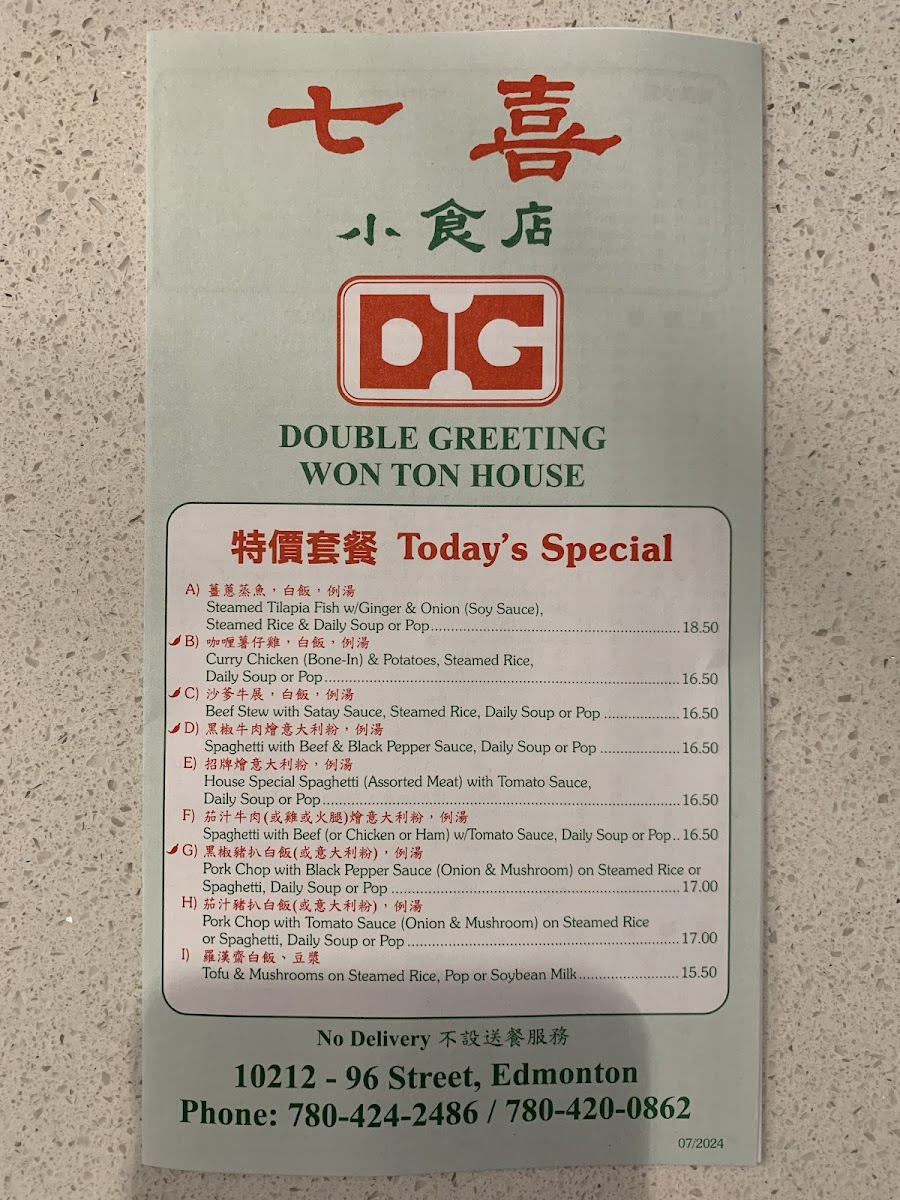 七喜
小食店
DG
DOUBLE GREETING
WON TON HOUSE
特價套餐 Today's Special
A) 薑蔥蒸魚，白飯，例湯
Steamed Tilapia Fish w/Ginger & Onion (Soy Sauce),
Steamed Rice & Daily Soup or Pop 18.50
B) 咖喱薯仔雞，白飯，例湯
Curry Chicken (Bone-In) & Potatoes, Steamed Rice,
Daily Soup or Pop 16.50
C) 沙爹牛展，白飯，例湯
Beef Stew with Satay Sauce, Steamed Rice, Daily Soup or Pop 16.50
D) 黑椒牛肉燴意大利粉，例湯
Spaghetti with Beef & Black Pepper Sauce, Daily Soup or Pop 16.50
E) 招牌燴意大利粉，例湯
House Special Spaghetti (Assorted Meat) with Tomato Sauce,
Daily Soup or Pop 16.50
F) 茄汁牛肉(或雞或火腿)燴意大利粉，例湯
Spaghetti with Beef (or Chicken or Ham) w/Tomato Sauce, Daily Soup or Pop.. 16.50
G) 黑椒豬扒白飯(或意大利粉)，例湯
Pork Chop with Black Pepper Sauce (Onion & Mushroom) on Steamed Rice or
Spaghetti, Daily Soup or Pop 17.00
H) 茄汁豬扒白飯(或意大利粉)，例湯
Pork Chop with Tomato Sauce (Onion & Mushroom) on Steamed Rice
or Spaghetti, Daily Soup or Pop 17.00
I) 羅漢齋白飯、豆漿
Tofu & Mushrooms on Steamed Rice, Pop or Soybean Milk 15.50
No Delivery 不設送餐服務
10212 - 96 Street, Edmonton
Phone: 780-424-2486 / 780-420-0862
07/2024